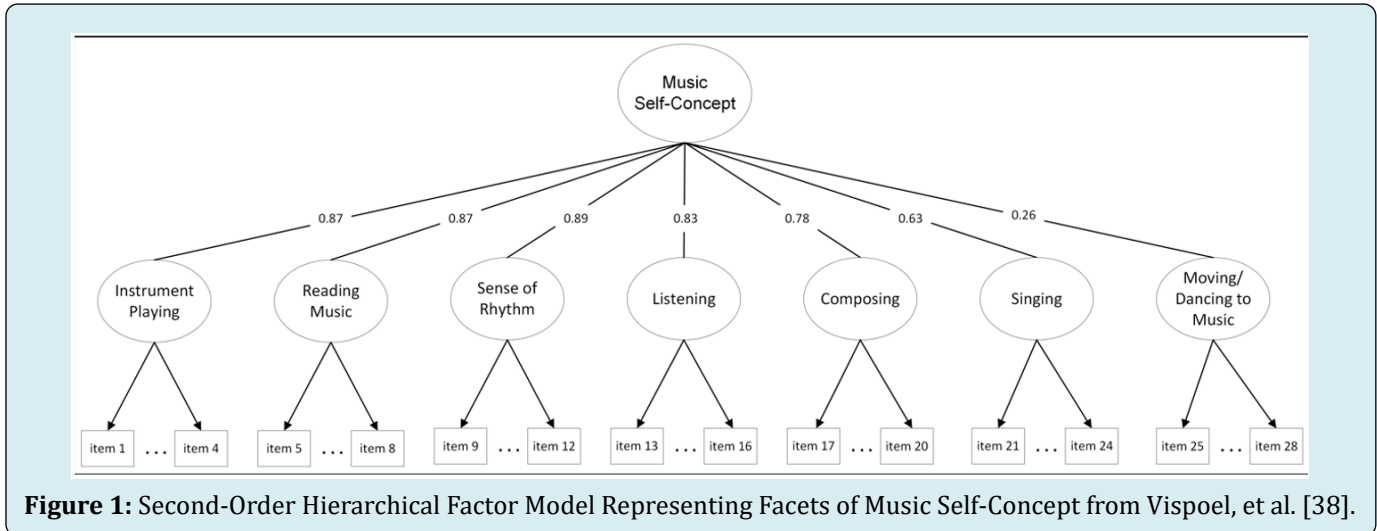 Music
Self-Concept
0.87 0.87 0.89 0.83 0.78 0.63 0.26
Instrument
Playing
Reading
Music
Sense of
Rhythm
Listening
Composing
Singing
Moving/
Dancing to
Music
item 1 ... item 4 item 5 ... item 8 item 9 ... item 12 item 13 ... item 16 item 17 ... item 20 item 21 ... item 24 item 25 ... item 28
Figure 1: Second-Order Hierarchical Factor Model Representing Facets of Music Self-Concept from Vispoel, et al. [38].